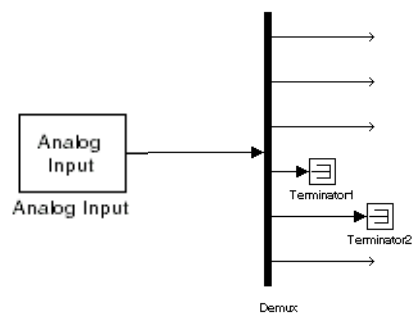 Analog
Input
Analog Input
Terminator1
Terminator2
Demux